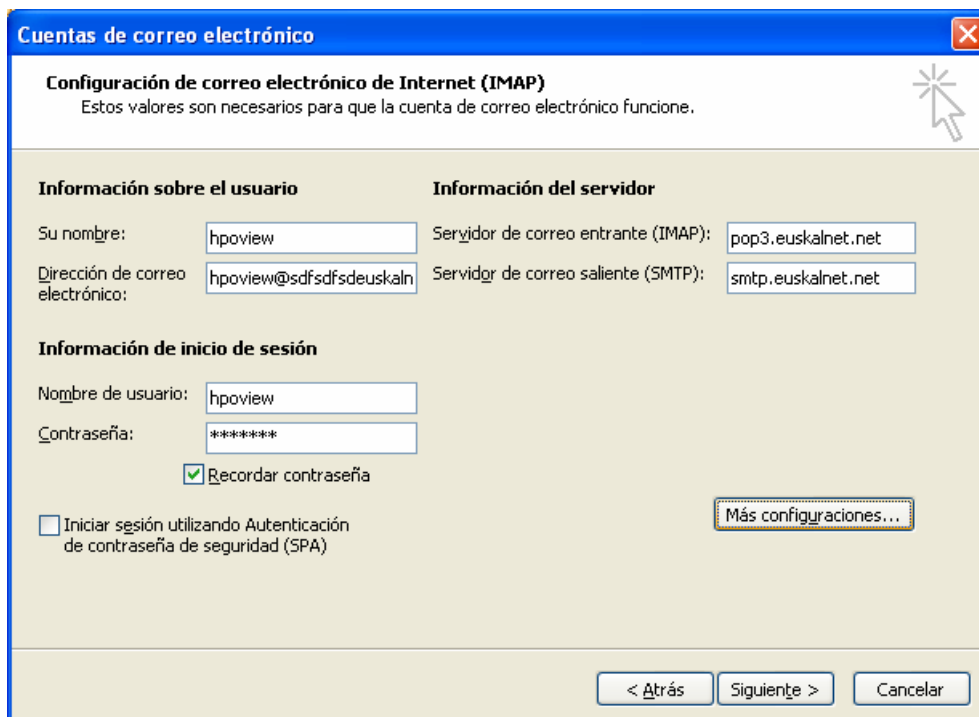 Cuentas de correo electrónico
Configuración de correo electrónico de Internet (IMAP)
Estos valores son necesarios para que la cuenta de correo electrónico funcione.
Información sobre el usuario
Su nombre: hpoview
Dirección de correo electrónico: hpoview@sdfsdfsdeuskaln
Información del servidor
Servidor de correo entrante (IMAP): pop3.euskalnet.net
Servidor de correo saliente (SMTP): smtp.euskalnet.net
Información de inicio de sesión
Nombre de usuario: hpoview
Contraseña: *******
Recordar contraseña
Iniciar sesión utilizando Autenticación
de contraseña de seguridad (SPA)
Más configuraciones...
< Atrás
Siguiente >
Cancelar